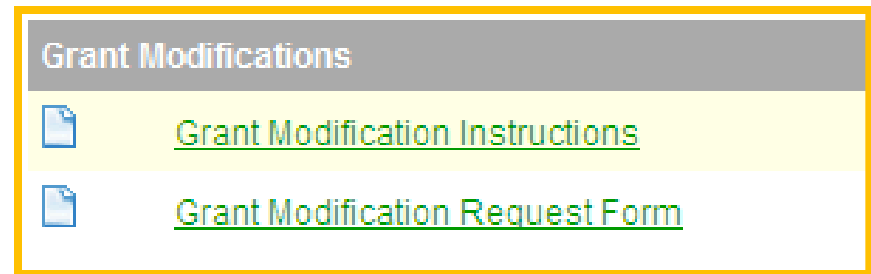 Grant Modifications
Grant Modification Instructions
Grant Modification Request Form